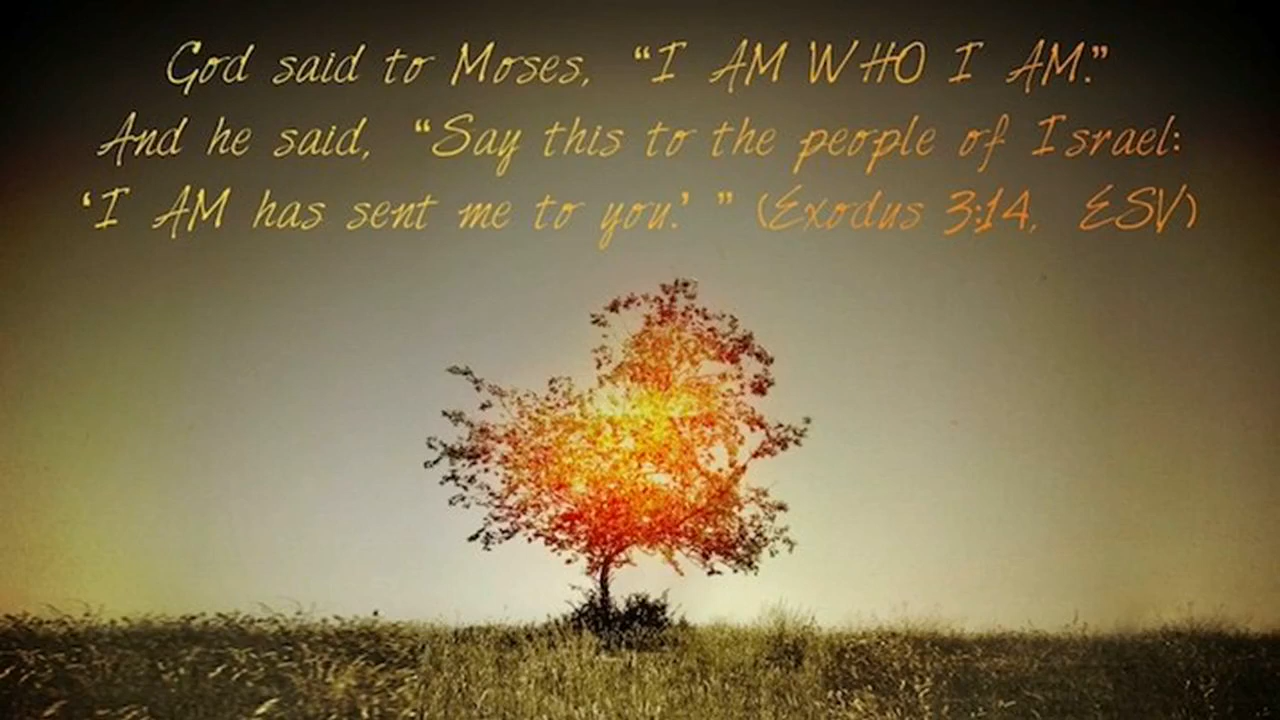 God said to Moses, “I AM WHO I AM.”
And he said, “Say this to the people of Israel:
‘I AM has sent me to you.’ ” (Exodus 3:14, ESV)